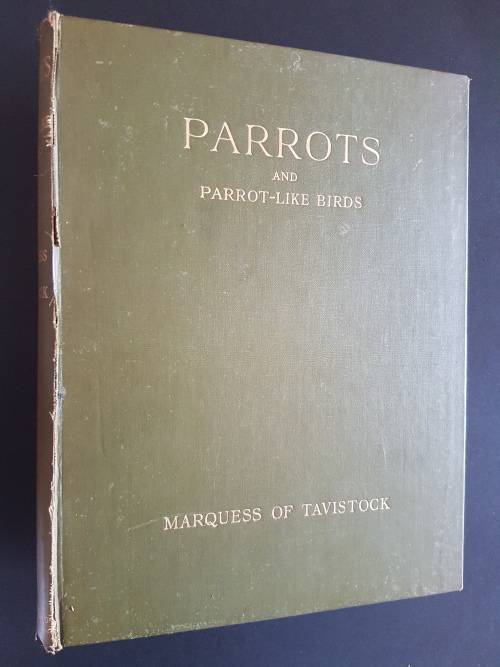 PARROTS
AND
PARROT-LIKE BIRDS
MARQUESS OF TAVISTOCK